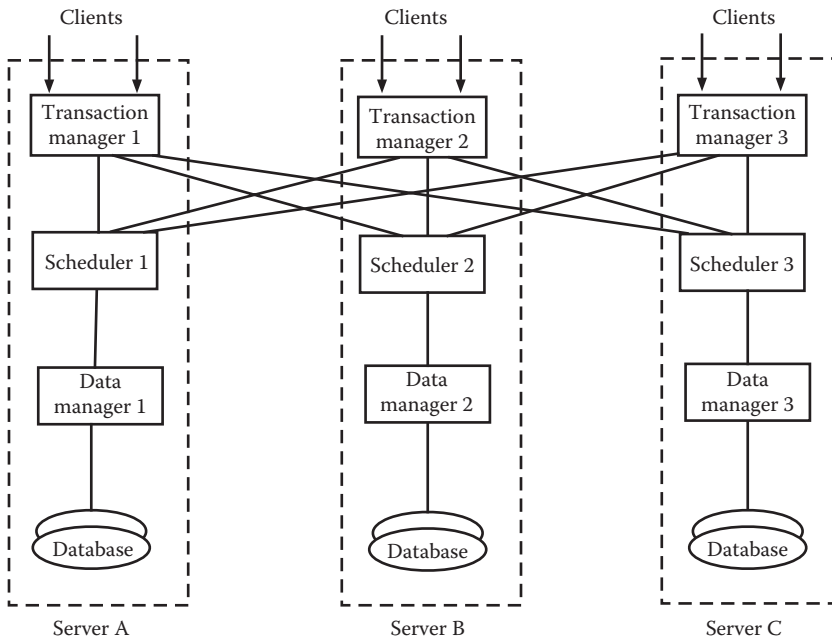 Clients
Clients
Clients
Transaction
manager 1
Transaction
manager 2
Transaction
manager 3
Scheduler 1
Scheduler 2
Scheduler 3
Data
manager 1
Data
manager 2
Data
manager 3
Database
Database
Database
Server A
Server B
Server C